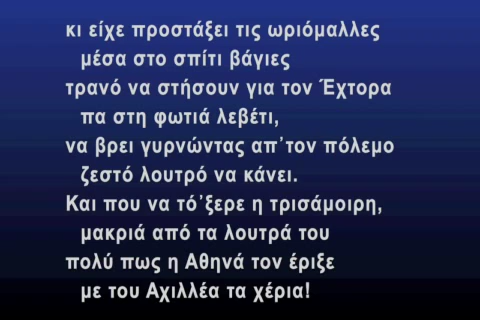 κι είχε προστάξει τις ωριόμαλλες
μέσα στο σπίτι βάγιες
τρανό να στήσουν για τον Έχτορα
πα στη φωτιά λεβέτι,
να βρει γυρνώντας απ'τον πόλεμο
ζεστό λουτρό να κάνει.
Και που να τό'ξερε η τρισάμοιρη,
μακριά από τα λουτρά του
πολύ πως η Αθηνά τον έριξε
με του Αχιλλέα τα χέρια!